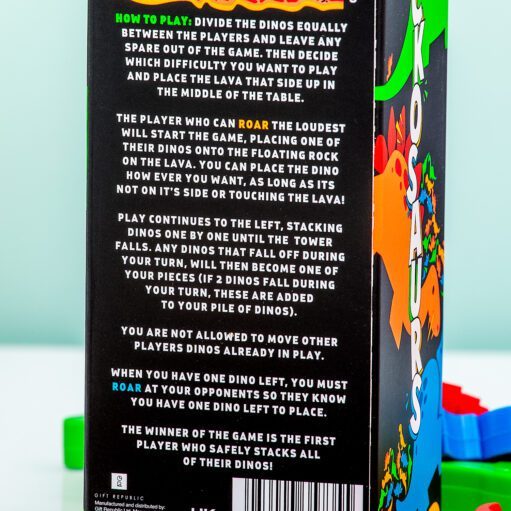 HOW TO PLAY: DIVIDE THE DINOS EQUALLY
BETWEEN THE PLAYERS AND LEAVE ANY
SPARE OUT OF THE GAME. THEN DECIDE
WHICH DIFFICULTY YOU WANT TO PLAY
AND PLACE THE LAVA THAT SIDE UP IN
THE MIDDLE OF THE TABLE.
THE PLAYER WHO CAN ROAR THE LOUDEST
WILL START THE GAME, PLACING ONE OF
THEIR DINOS ONTO THE FLOATING ROCK
ON THE LAVA. YOU CAN PLACE THE DINO
HOW EVER YOU WANT, AS LONG AS ITS
NOT ON IT'S SIDE OR TOUCHING THE LAVA!
PLAY CONTINUES TO THE LEFT, STACKING
DINOS ONE BY ONE UNTIL THE TOWER
FALLS. ANY DINOS THAT FALL OFF DURING
YOUR TURN, WILL THEN BECOME ONE OF
YOUR PIECES (IF 2 DINOS FALL DURING
YOUR TURN, THESE ARE ADDED
TO YOUR PILE OF DINOS).
YOU ARE NOT ALLOWED TO MOVE OTHER
PLAYERS DINOS ALREADY IN PLAY.
WHEN YOU HAVE ONE DINO LEFT, YOU MUST
ROAR AT YOUR OPPONENTS SO THEY KNOW
YOU HAVE ONE DINO LEFT TO PLACE.
THE WINNER OF THE GAME IS THE FIRST
PLAYER WHO SAFELY STACKS ALL
OF THEIR DINOS!
GIFT REPUBLIC
Manufactured and distributed by:
Gift Republic Ltd,
CKOSAURS